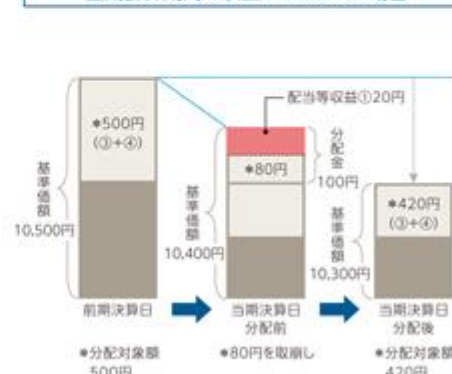 *500円
(③+④)
基準価額
10,500円
前期決算日
*分配対象額
500円
配当等収益①20円
*80円
分配金
100円
基準価額
10,400円
当期決算日
分配前
*80円を取崩し
*420円
(③+④)
基準価額
10,300円
当期決算日
分配後
*分配対象額
420円